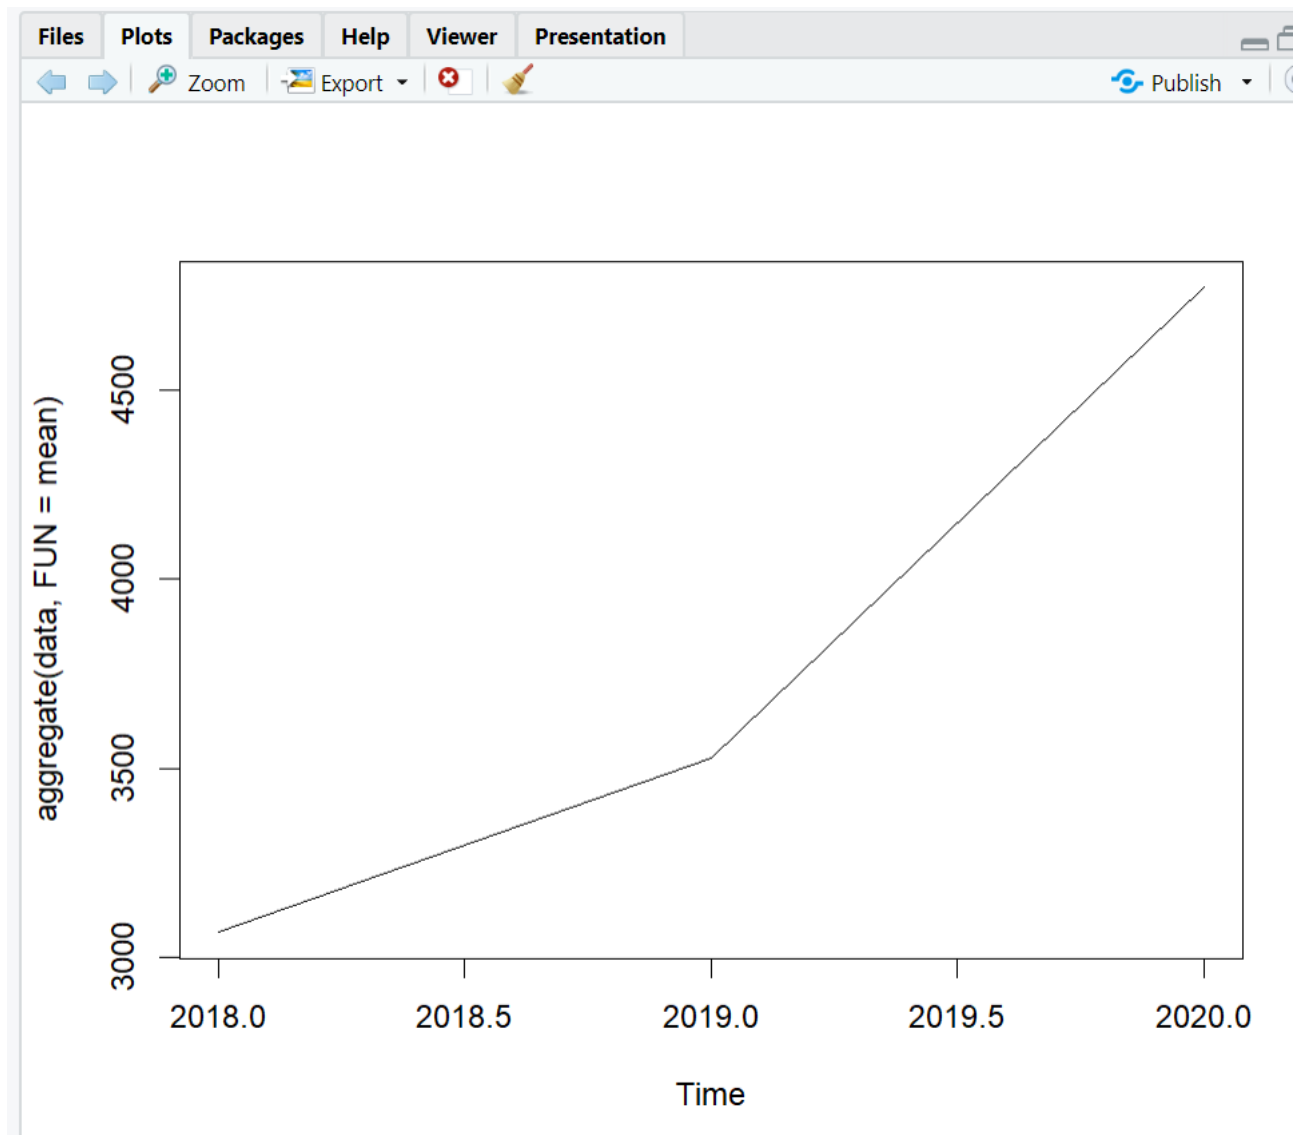 Files Plots Packages Help Viewer Presentation
Zoom Export Publish
aggregate(data, FUN = mean)
4500
4000
3500
3000
2018.0 2018.5 2019.0 2019.5 2020.0
Time